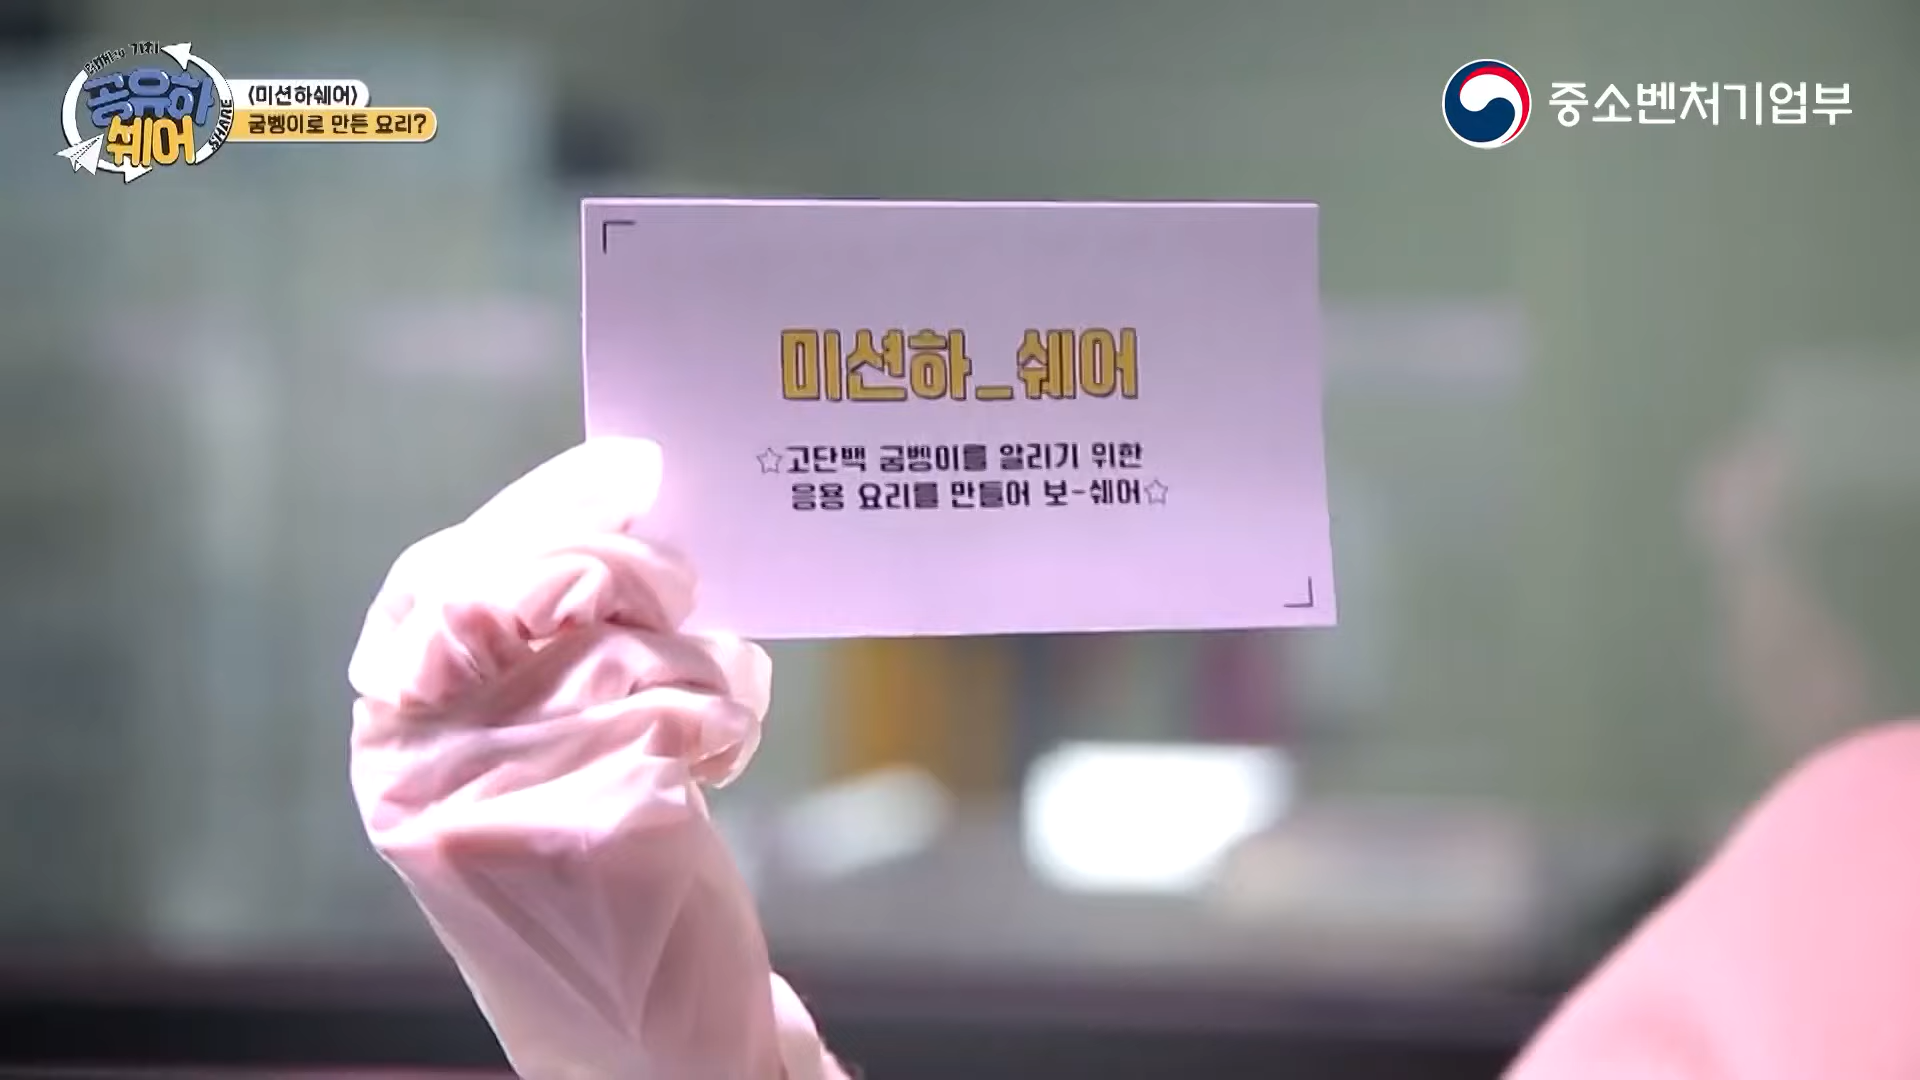 공유하
쉐어
SHARE
<미션하쉐어>
굼벵이로 만든 요리?
중소벤처기업부
미션하_쉐어
☆고단백 굼벵이를 알리기 위한
응용 요리를 만들어 보-쉐어☆